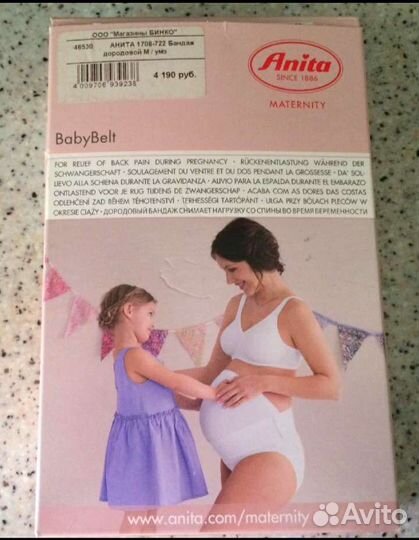 ООО "Магазины БИНКО"
46530 АНИТА 1708-722 Бандаж
дородовой M / умз
4 190 руб.
4 009706 939238
Anita
SINCE 1886
MATERNITY
BabyBelt
FOR RELIEF OF BACK PAIN DURING PREGNANCY · RÜCKENENTLASTUNG WÄHREND DER
SCHWANGERSCHAFT · SOULAGEMENT DU VENTRE ET DU DOS PENDANT LA GROSSESSE · DA' SOL-
LIEVO ALLA SCHIENA DURANTE LA GRAVIDANZA · ALIVIO PARA LA ESPALDA DURANTE EL EMBARAZO
ONTLASTEND VOOR JE RUG TIJDENS DE ZWANGERSCHAP · ACABA COM AS DORES DAS COSTAS
ODLEHČENÍ ZAD BĚHEM TĚHOTENSTVÍ · TERHESSÉGI TARTÓPÁNT · ULGA PRZY BÓLACH PLECÓW W
OKRESIE CIĄŻY · ДОРОДОВЫЙ БАНДАЖ СНИМАЕТ НАГРУЗКУ СО СПИНЫ ВО ВРЕМЯ БЕРЕМЕННОСТИ
www.anita.com/maternity
Avito